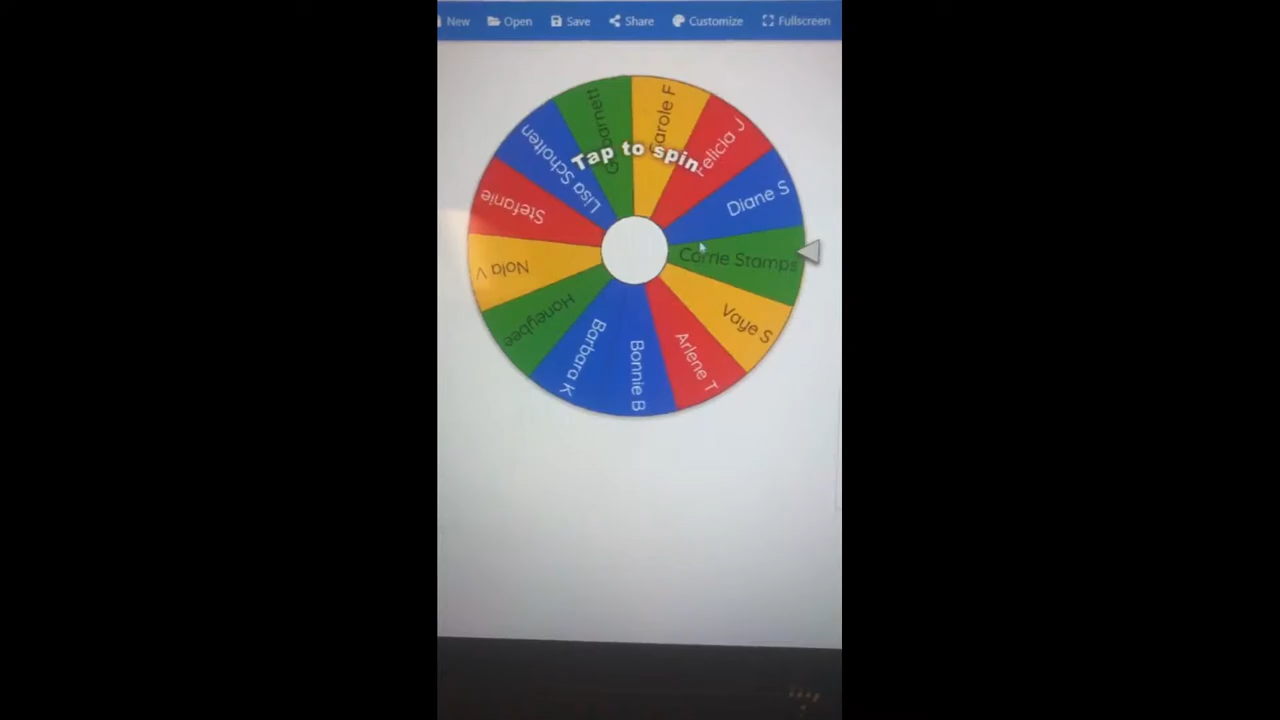 New Open Save Share Customize Fullscreen
Tap to spin
Carole F
Felicia J
Diane S
Carrie Stamps
Vaye S
Arlene T
Bonnie B
Barbara K
Honeybee
Nola V
Stefanie
Lisa Scholten